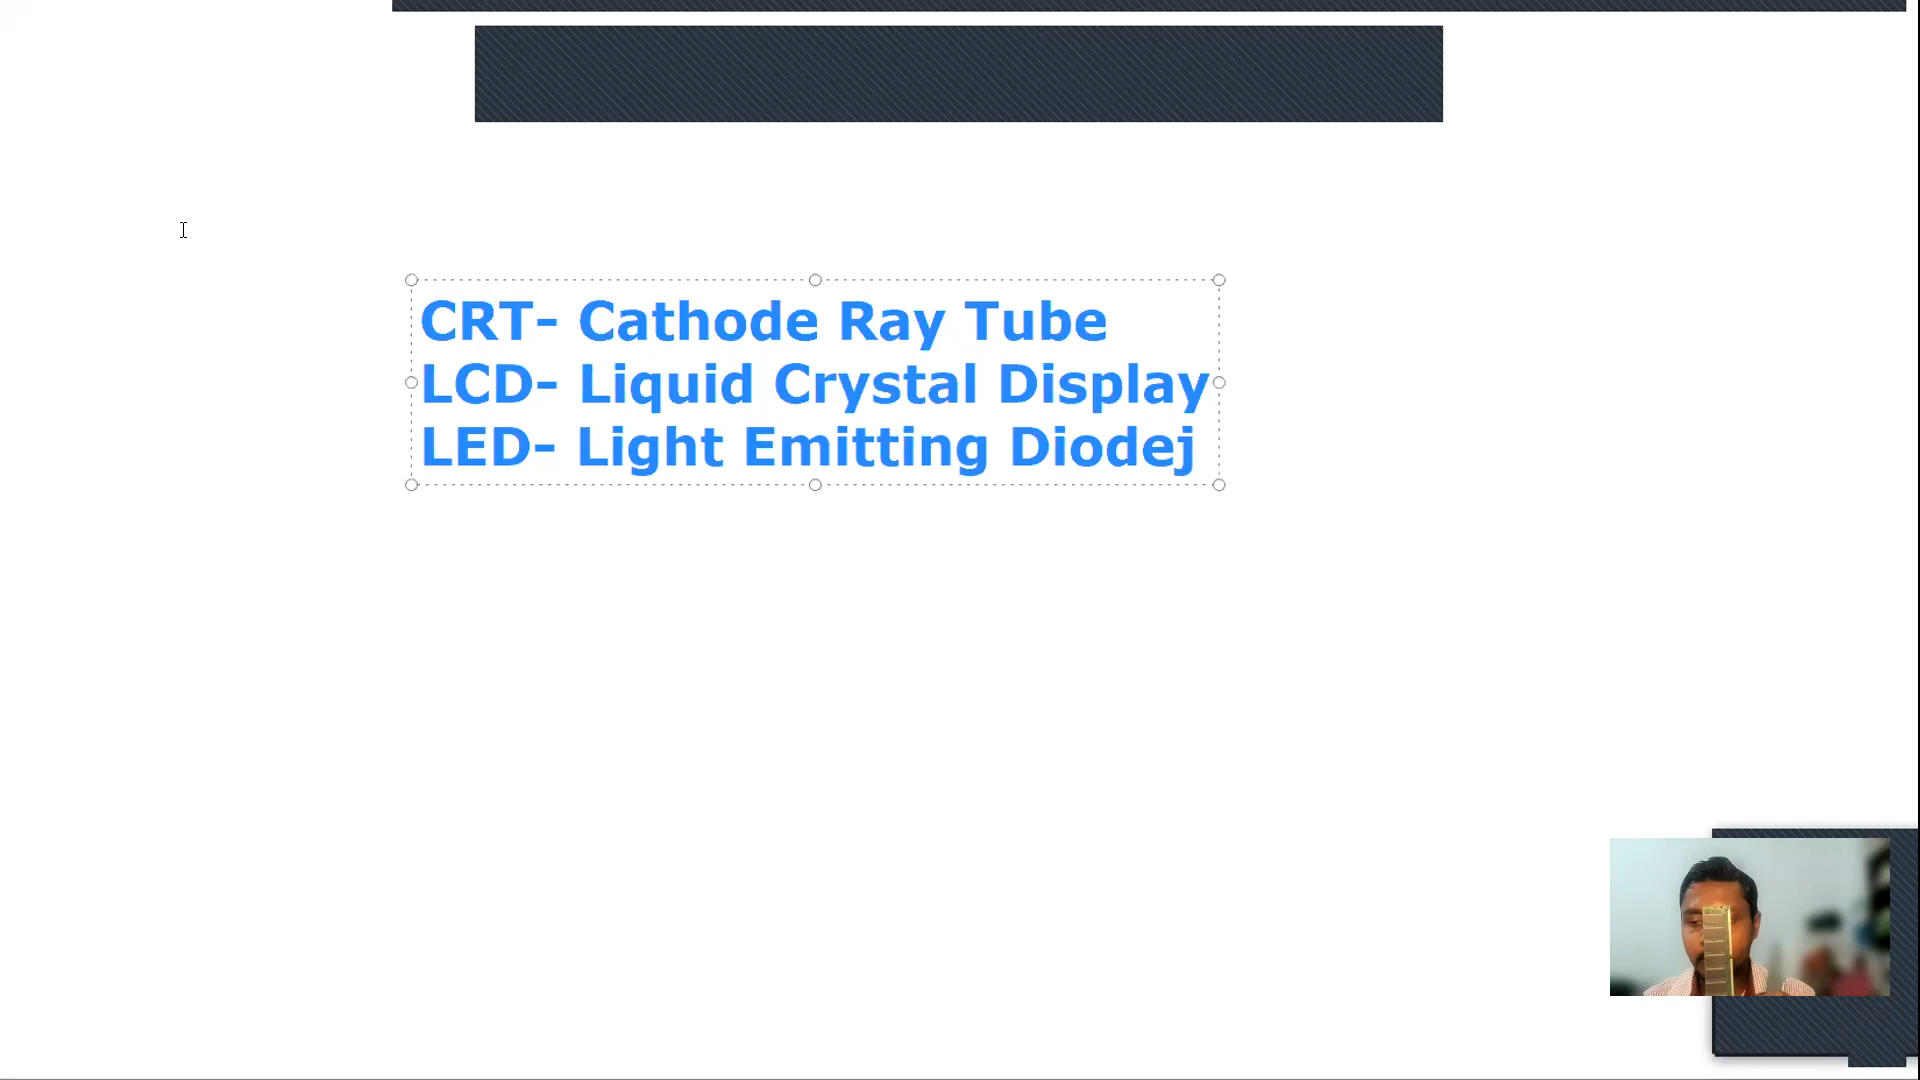 CRT- Cathode Ray Tube
LCD- Liquid Crystal Display
LED- Light Emitting Diodej